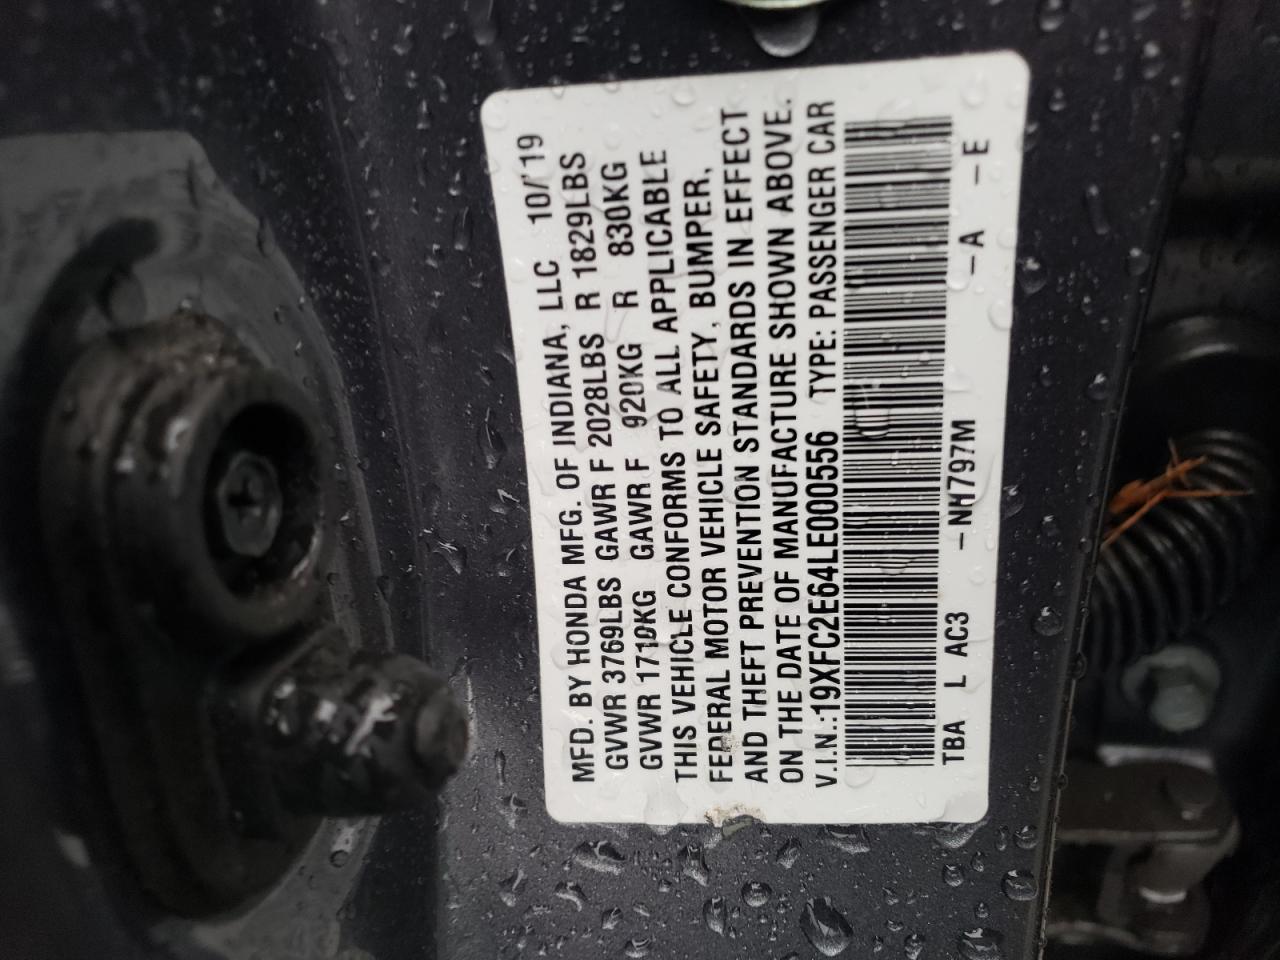 MFD. BY HONDA MFG. OF INDIANA, LLC 10/'19
GVWR 3769LBS GAWR F 2028LBS R 1829LBS
GVWR 1710KG GAWR F 920KG R 830KG
THIS VEHICLE CONFORMS TO ALL APPLICABLE
FEDERAL MOTOR VEHICLE SAFETY, BUMPER,
AND THEFT PREVENTION STANDARDS IN EFFECT
ON THE DATE OF MANUFACTURE SHOWN ABOVE.
V.I.N.:19XFC2E64LE000556 TYPE: PASSENGER CAR
TBA L AC3 -NH797M -A -E